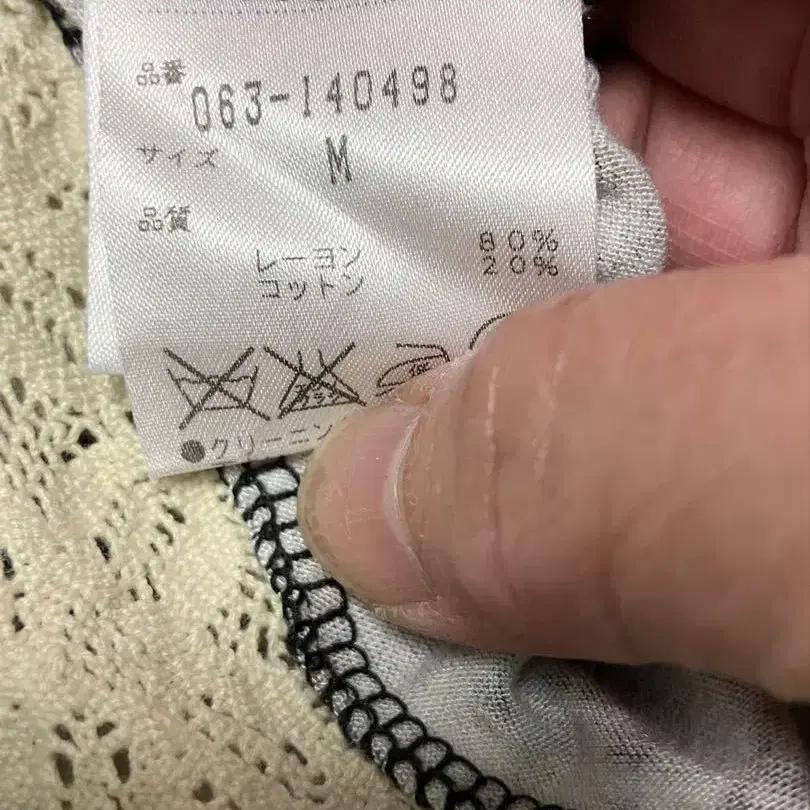 品番 063-140498
サイズ M
品質
レーヨン 80%
コットン 20%
低
●クリーニン